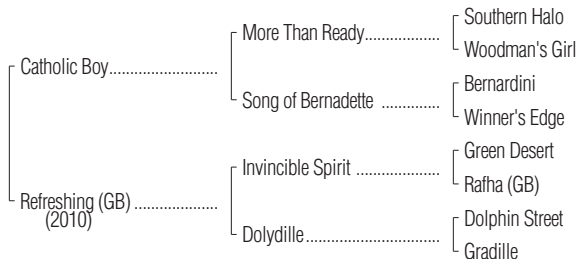 Southern Halo
More Than Ready..................
Woodman's Girl
Catholic Boy..........................
Bernardini
Song of Bernadette ..............
Winner's Edge
Green Desert
Invincible Spirit ....................
Rafha (GB)
Refreshing (GB) ....................
(2010)
Dolphin Street
Dolydille................................
Gradille